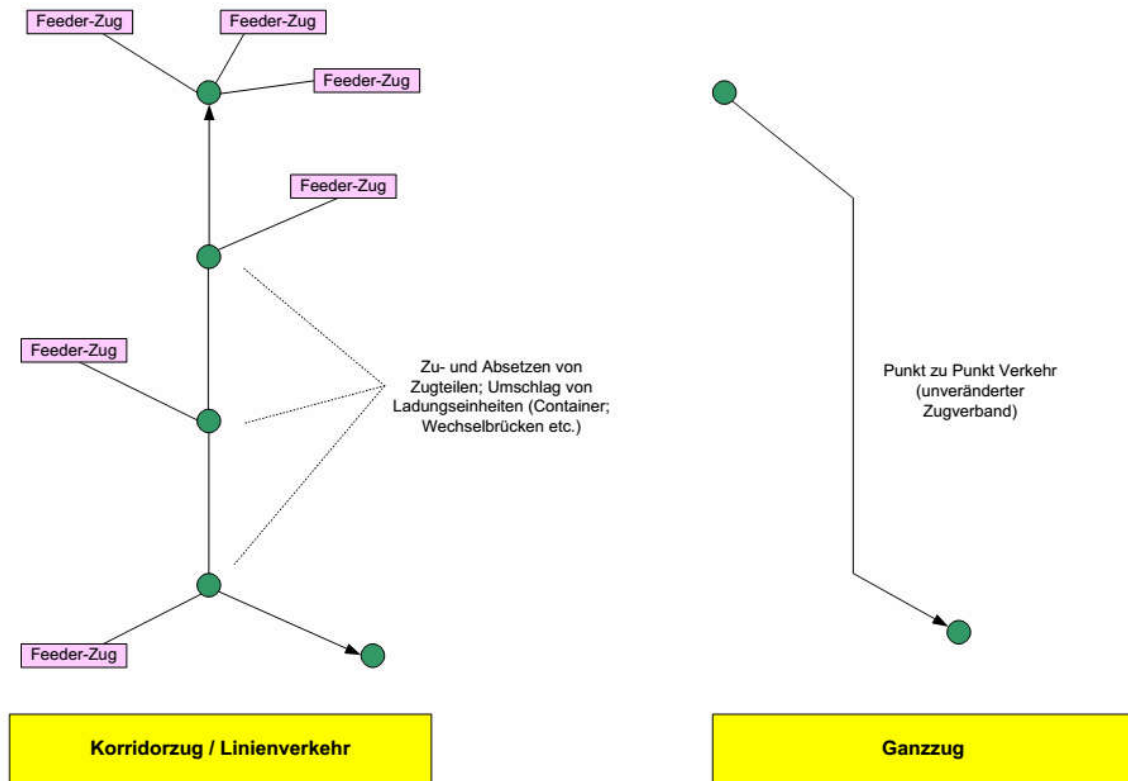 Feeder-Zug
Feeder-Zug
Feeder-Zug
Feeder-Zug
Feeder-Zug
Zu- und Absetzen von
Zugteilen; Umschlag von
Ladungseinheiten (Container;
Wechselbrücken etc.)
Feeder-Zug
Korridorzug / Linienverkehr
Punkt zu Punkt Verkehr
(unveränderter
Zugverband)
Ganzzug